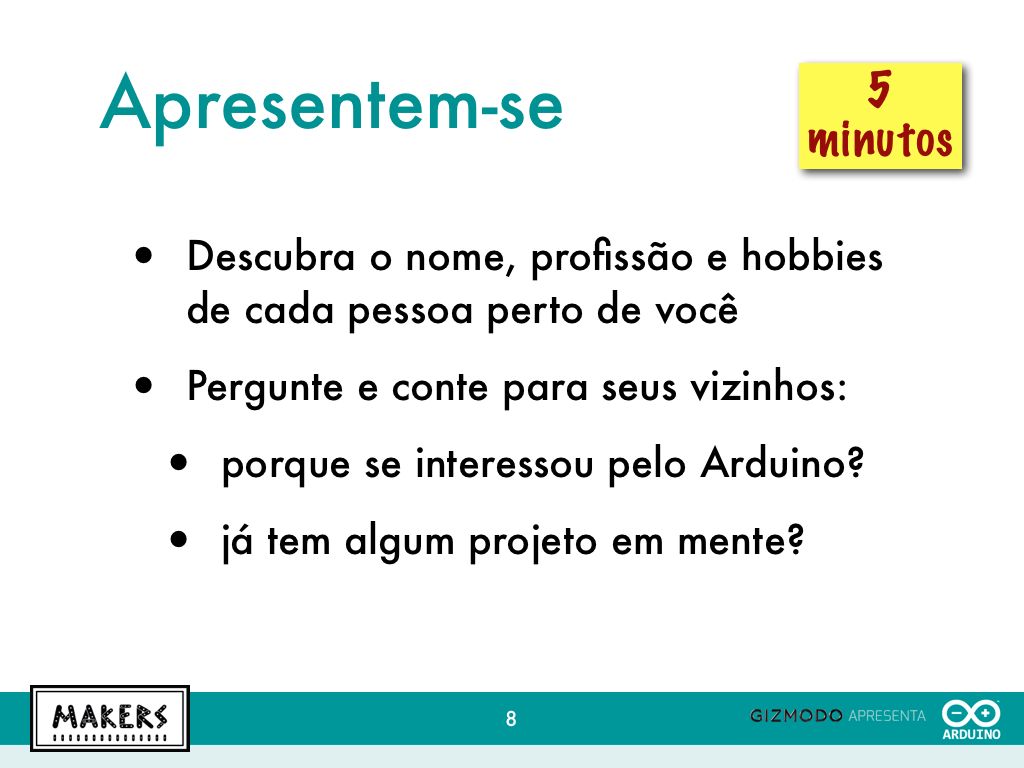 Apresentem-se
5
minutos
• Descubra o nome, profissão e hobbies
de cada pessoa perto de você
• Pergunte e conte para seus vizinhos:
• porque se interessou pelo Arduino?
• já tem algum projeto em mente?
MAKERS
8
GIZMODO APRESENTA
ARDUINO